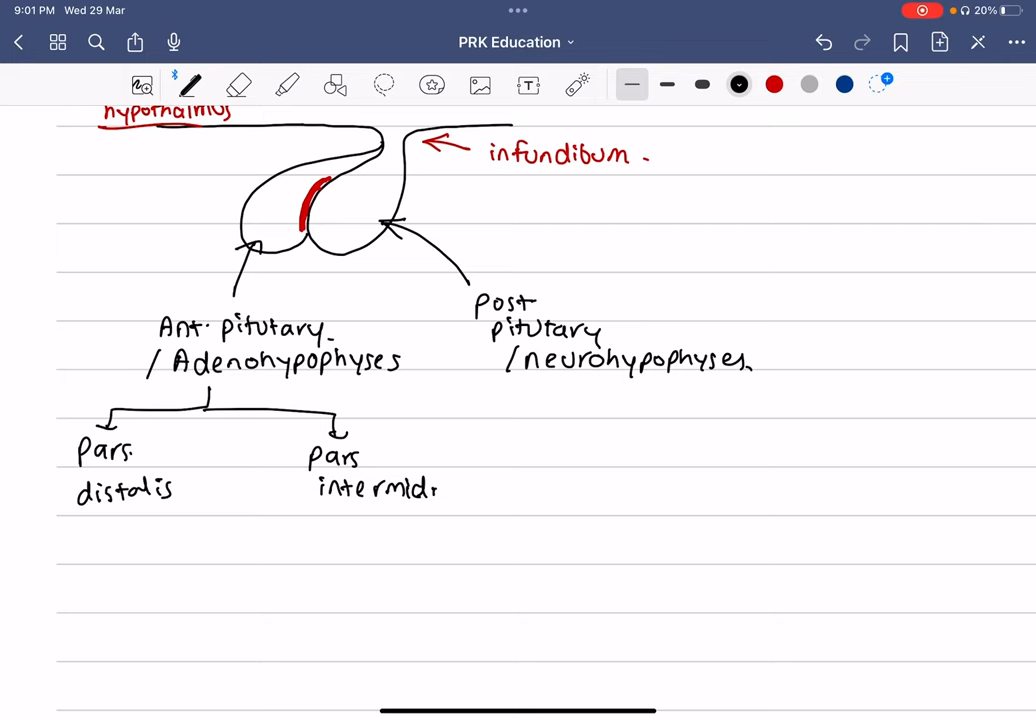 9:01 PM Wed 29 Mar
20%
PRK Education
T
hypothalmus
infundibum.
Ant. pitutary.
/ Adenohypophyses
Post
pitutary
/neurohypophyses.
Pars.
distalis
pars
intermidi